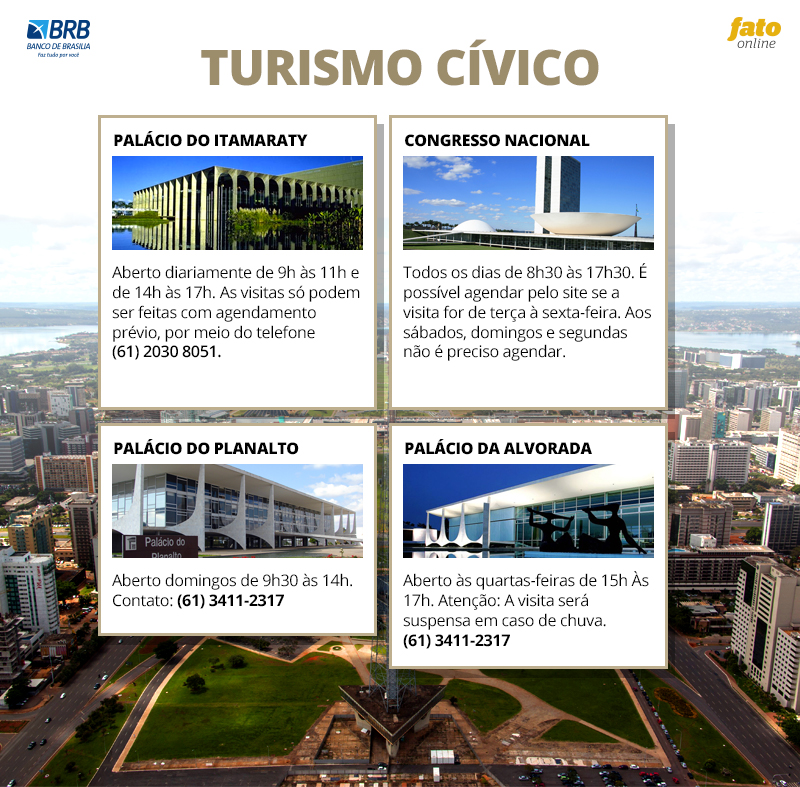 BRB
BANCO DE BRASÍLIA
Faz tudo por você
fato
online
TURISMO CÍVICO
PALÁCIO DO ITAMARATY
Aberto diariamente de 9h às 11h e
de 14h às 17h. As visitas só podem
ser feitas com agendamento
prévio, por meio do telefone
(61) 2030 8051.
CONGRESSO NACIONAL
Todos os dias de 8h30 às 17h30. É
possível agendar pelo site se a
visita for de terça à sexta-feira. Aos
sábados, domingos e segundas
não é preciso agendar.
PALÁCIO DO PLANALTO
Palácio do
Planalto
Aberto domingos de 9h30 às 14h.
Contato: (61) 3411-2317
PALÁCIO DA ALVORADA
Aberto às quartas-feiras de 15h Às
17h. Atenção: A visita será
suspensa em caso de chuva.
(61) 3411-2317